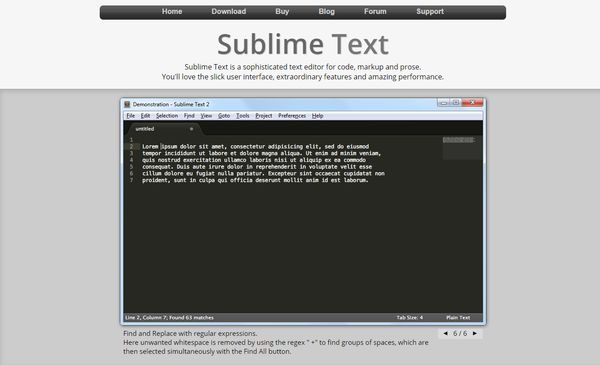 Home Download Buy Blog Forum Support
Sublime Text
Sublime Text is a sophisticated text editor for code, markup and prose.
You'll love the slick user interface, extraordinary features and amazing performance.
Demonstration - Sublime Text 2
File Edit Selection Find View Goto Tools Project Preferences Help
untitled
1
2 Lorem ipsum dolor sit amet, consectetur adipisicing elit, sed do eiusmod
3 tempor incididunt ut labore et dolore magna aliqua. Ut enim ad minim veniam,
4 quis nostrud exercitation ullamco laboris nisi ut aliquip ex ea commodo
5 consequat. Duis aute irure dolor in reprehenderit in voluptate velit esse
6 cillum dolore eu fugiat nulla pariatur. Excepteur sint occaecat cupidatat non
7 proident, sunt in culpa qui officia deserunt mollit anim id est laborum.
Line 2, Column 7; Found 63 matches Tab Size: 4 Plain Text
Find and Replace with regular expressions. 6 / 6
Here unwanted whitespace is removed by using the regex " +" to find groups of spaces, which are
then selected simultaneously with the Find All button.